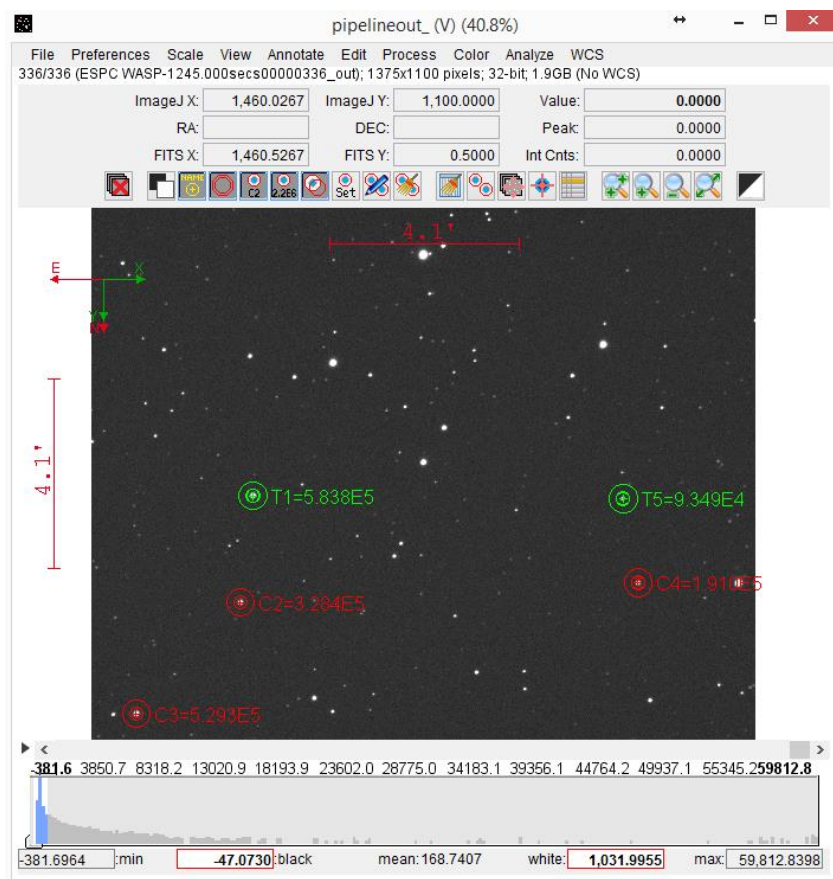 pipelineout_ (V) (40.8%)
File Preferences Scale View Annotate Edit Process Color Analyze WCS
336/336 (ESPC WASP-1245.000secs00000336_out); 1375x1100 pixels; 32-bit; 1.9GB (No WCS)
ImageJ X: 1,460.0267 ImageJ Y: 1,100.0000 Value: 0.0000
RA: DEC: Peak: 0.0000
FITS X: 1,460.5267 FITS Y: 0.5000 Int Cnts: 0.0000
NAME C2 2.2E6 Set
4.1'
E X
Y
N
4.1'
T1=5.838E5 T5=9.349E4
C2=3.284E5 C4=1.910E5
C3=5.293E5
-381.6 3850.7 8318.2 13020.9 18193.9 23602.0 28775.0 34183.1 39356.1 44764.2 49937.1 55345.2 59812.8
-381.6964 :min -47.0730 :black mean:168.7407 white: 1,031.9955 max: 59,812.8398